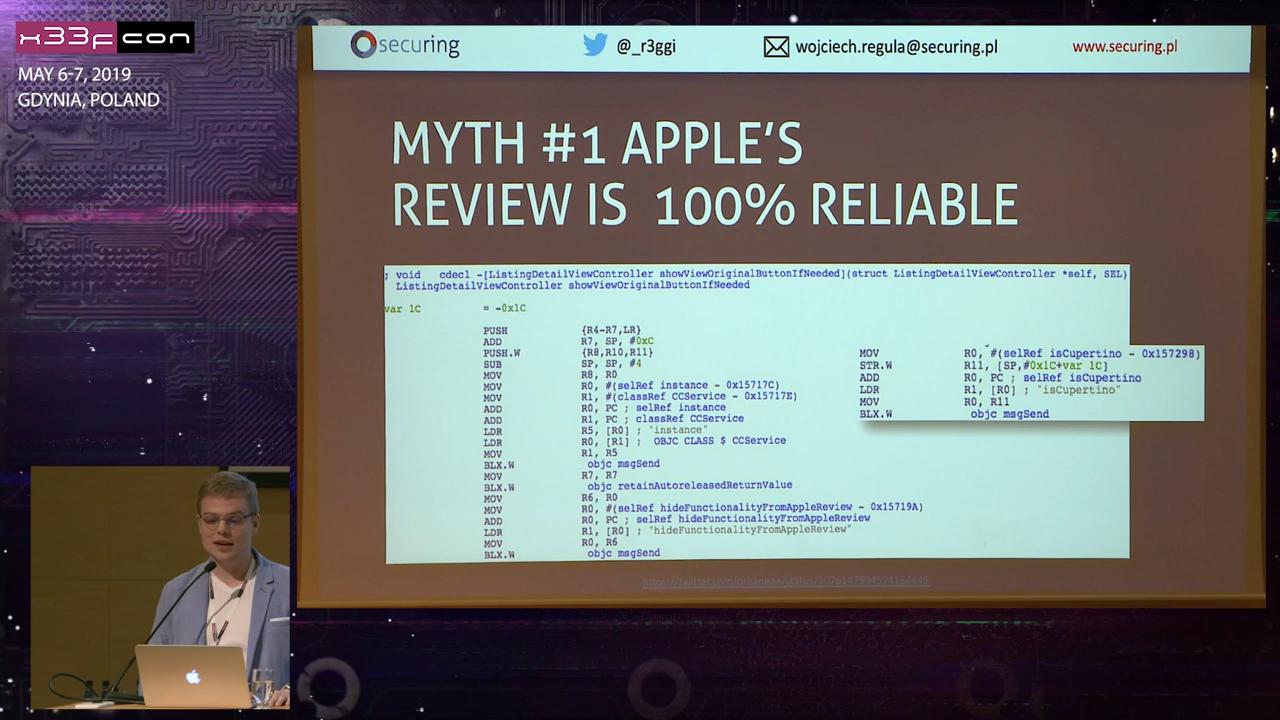 x33fcon
MAY 6-7, 2019
GDYNIA, POLAND
securing
@_r3ggi
wojciech.regula@securing.pl
www.securing.pl
MYTH #1 APPLE'S
REVIEW IS 100% RELIABLE
; void cdecl -[ListingDetailViewController showViewOriginalButtonIfNeeded](struct ListingDetailViewController *self, SEL)
ListingDetailViewController showViewOriginalButtonIfNeeded
var 1C = -0x1C
PUSH {R4-R7,LR}
ADD R7, SP, #0xC
PUSH.W {R8,R10,R11}
SUB SP, SP, #4
MOV R8, R0
MOV R0, #(selRef instance - 0x15717C)
MOV R1, #(classRef CCService - 0x15717E)
ADD R0, PC ; selRef instance
ADD R1, PC ; classRef CCService
LDR R5, [R0] ; "instance"
LDR R0, [R1] ; OBJC CLASS $ CCService
MOV R1, R5
BLX.W objc msgSend
MOV R7, R7
BLX.W objc retainAutoreleasedReturnValue
MOV R6, R0
MOV R0, #(selRef hideFunctionalityFromAppleReview - 0x15719A)
ADD R0, PC ; selRef hideFunctionalityFromAppleReview
LDR R1, [R0] ; "hideFunctionalityFromAppleReview"
MOV R0, R6
BLX.W objc msgSend
MOV R0, #(selRef isCupertino - 0x157298)
STR.W R11, [SP,#0x1C+var 1C]
ADD R0, PC ; selRef isCupertino
LDR R1, [R0] ; "isCupertino"
MOV R0, R11
BLX.W objc msgSend